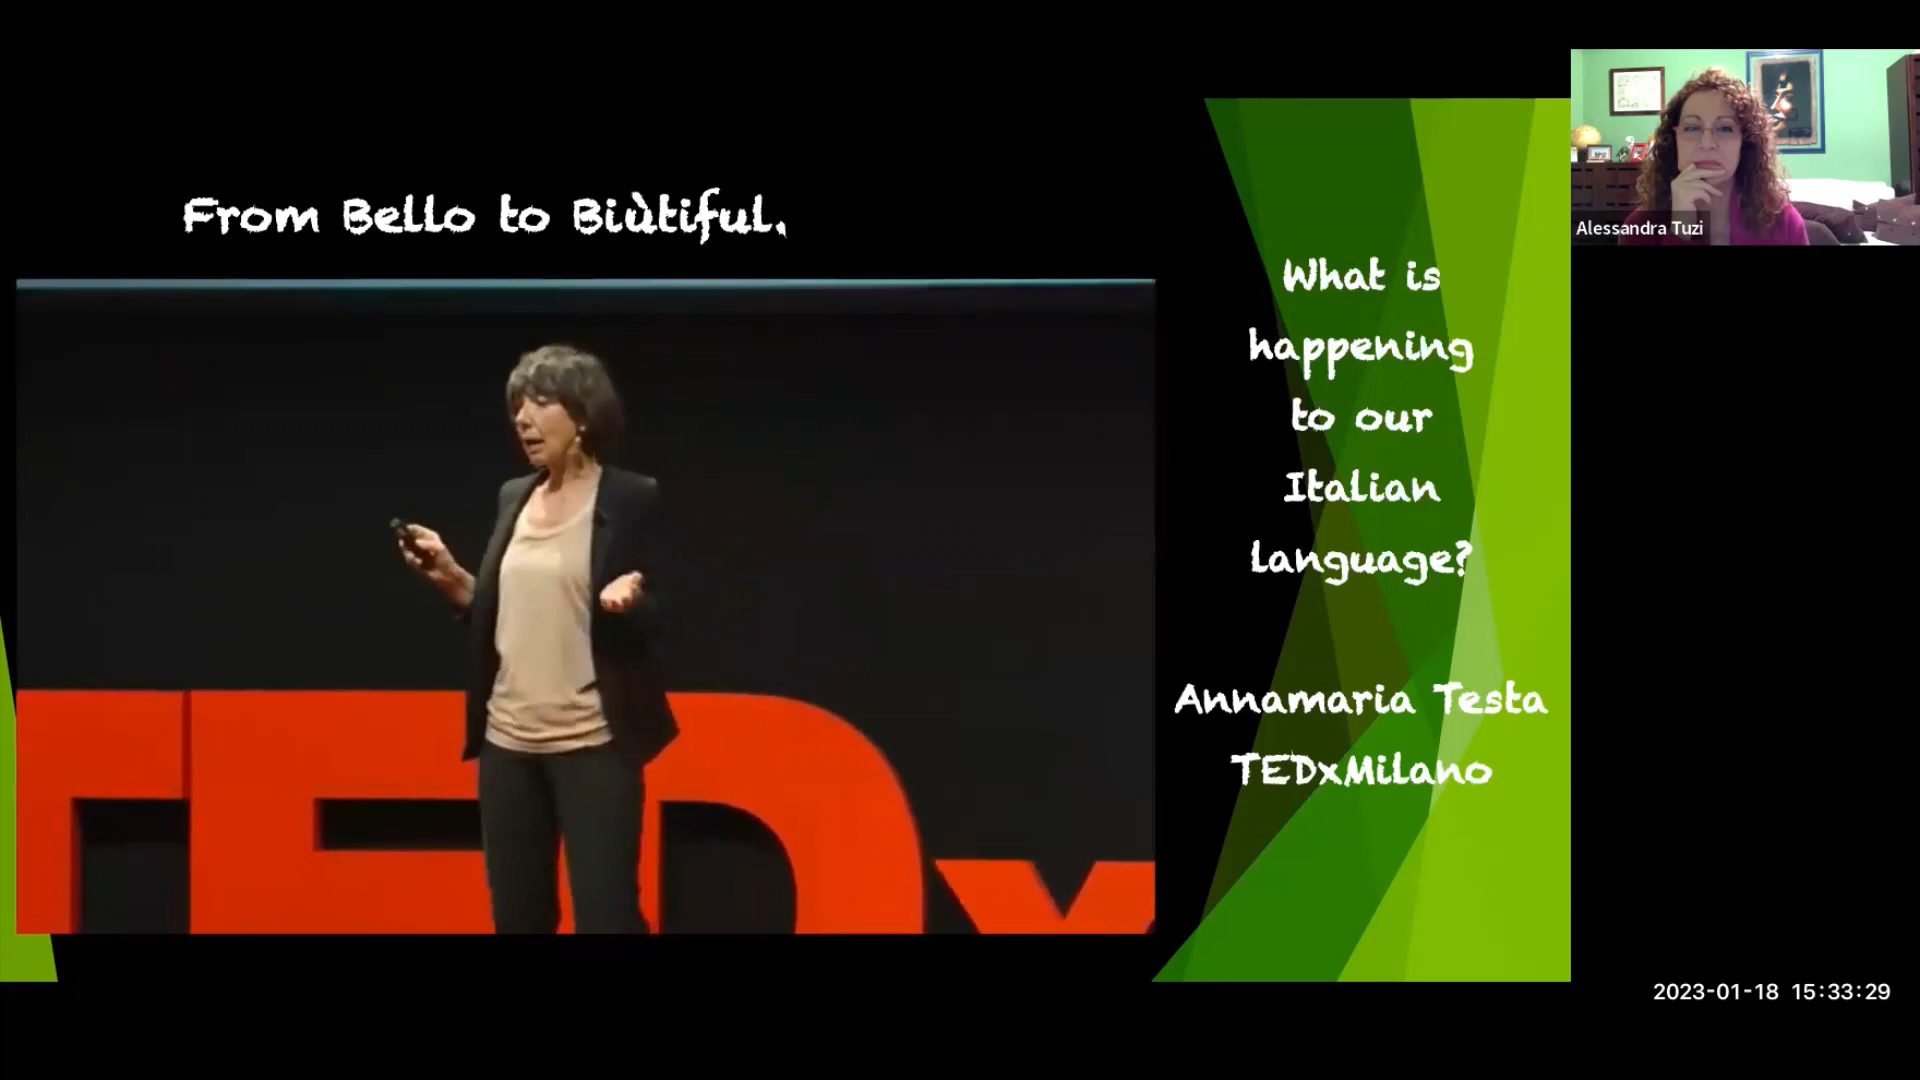 From Bello to Biùtiful.
What is
happening
to our
Italian
language?
Annamaria Testa
TEDxMilano
TEDx
Alessandra Tuzi
2023-01-18 15:33:29